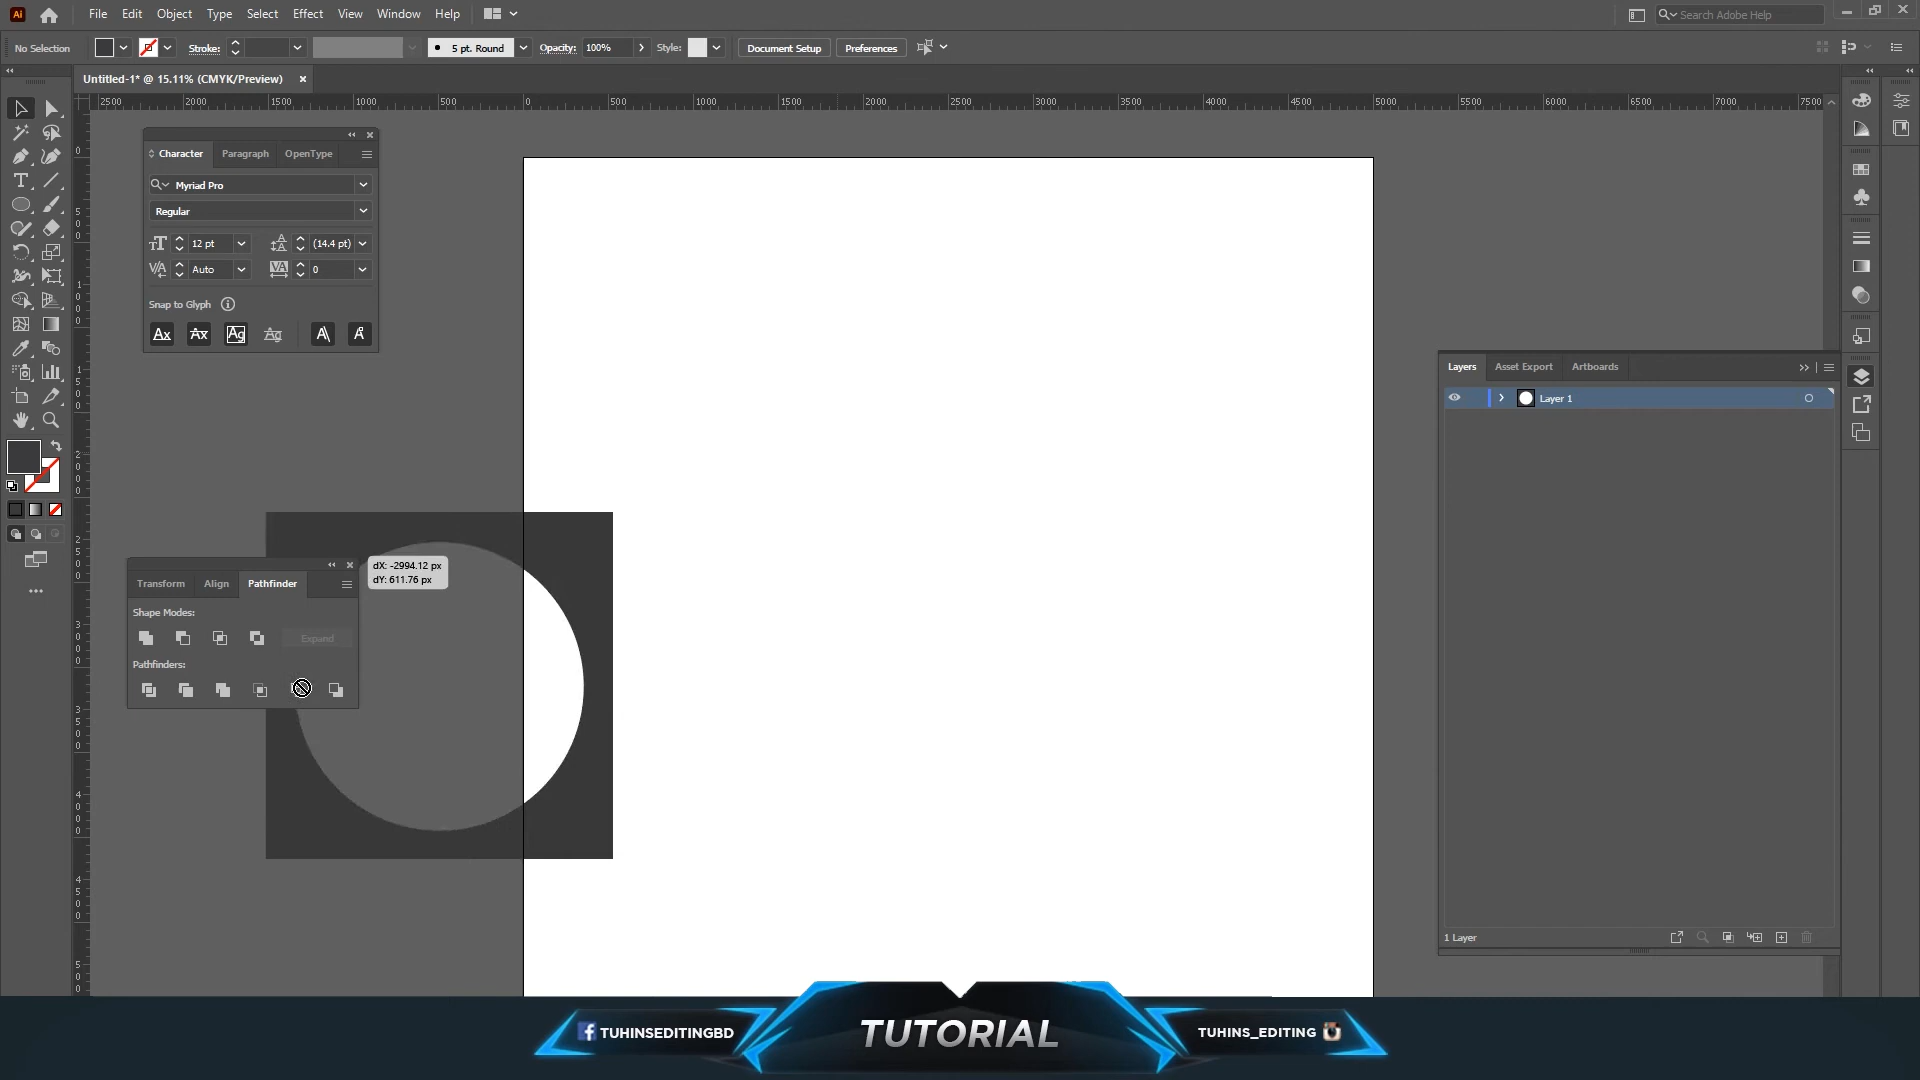 Ai File Edit Object Type Select Effect View Window Help Search Adobe Help
No Selection Stroke: 5 pt. Round Opacity: 100% Style: Document Setup Preferences
Untitled-1* @ 15.11% (CMYK/Preview)
2500 2000 1500 1000 500 0 500 1000 1500 2000 2500 3000 3500 4000 4500 5000 5500 6000 6500 7000 7500
Character Paragraph OpenType
Myriad Pro
Regular
12 pt (14.4 pt)
Auto 0
Snap to Glyph
Layers Asset Export Artboards
Layer 1
dX: -2994.12 px
dY: 611.76 px
Transform Align Pathfinder
Shape Modes:
Expand
Pathfinders:
1 Layer
TUHINSEDITINGBD TUTORIAL TUHINS_EDITING